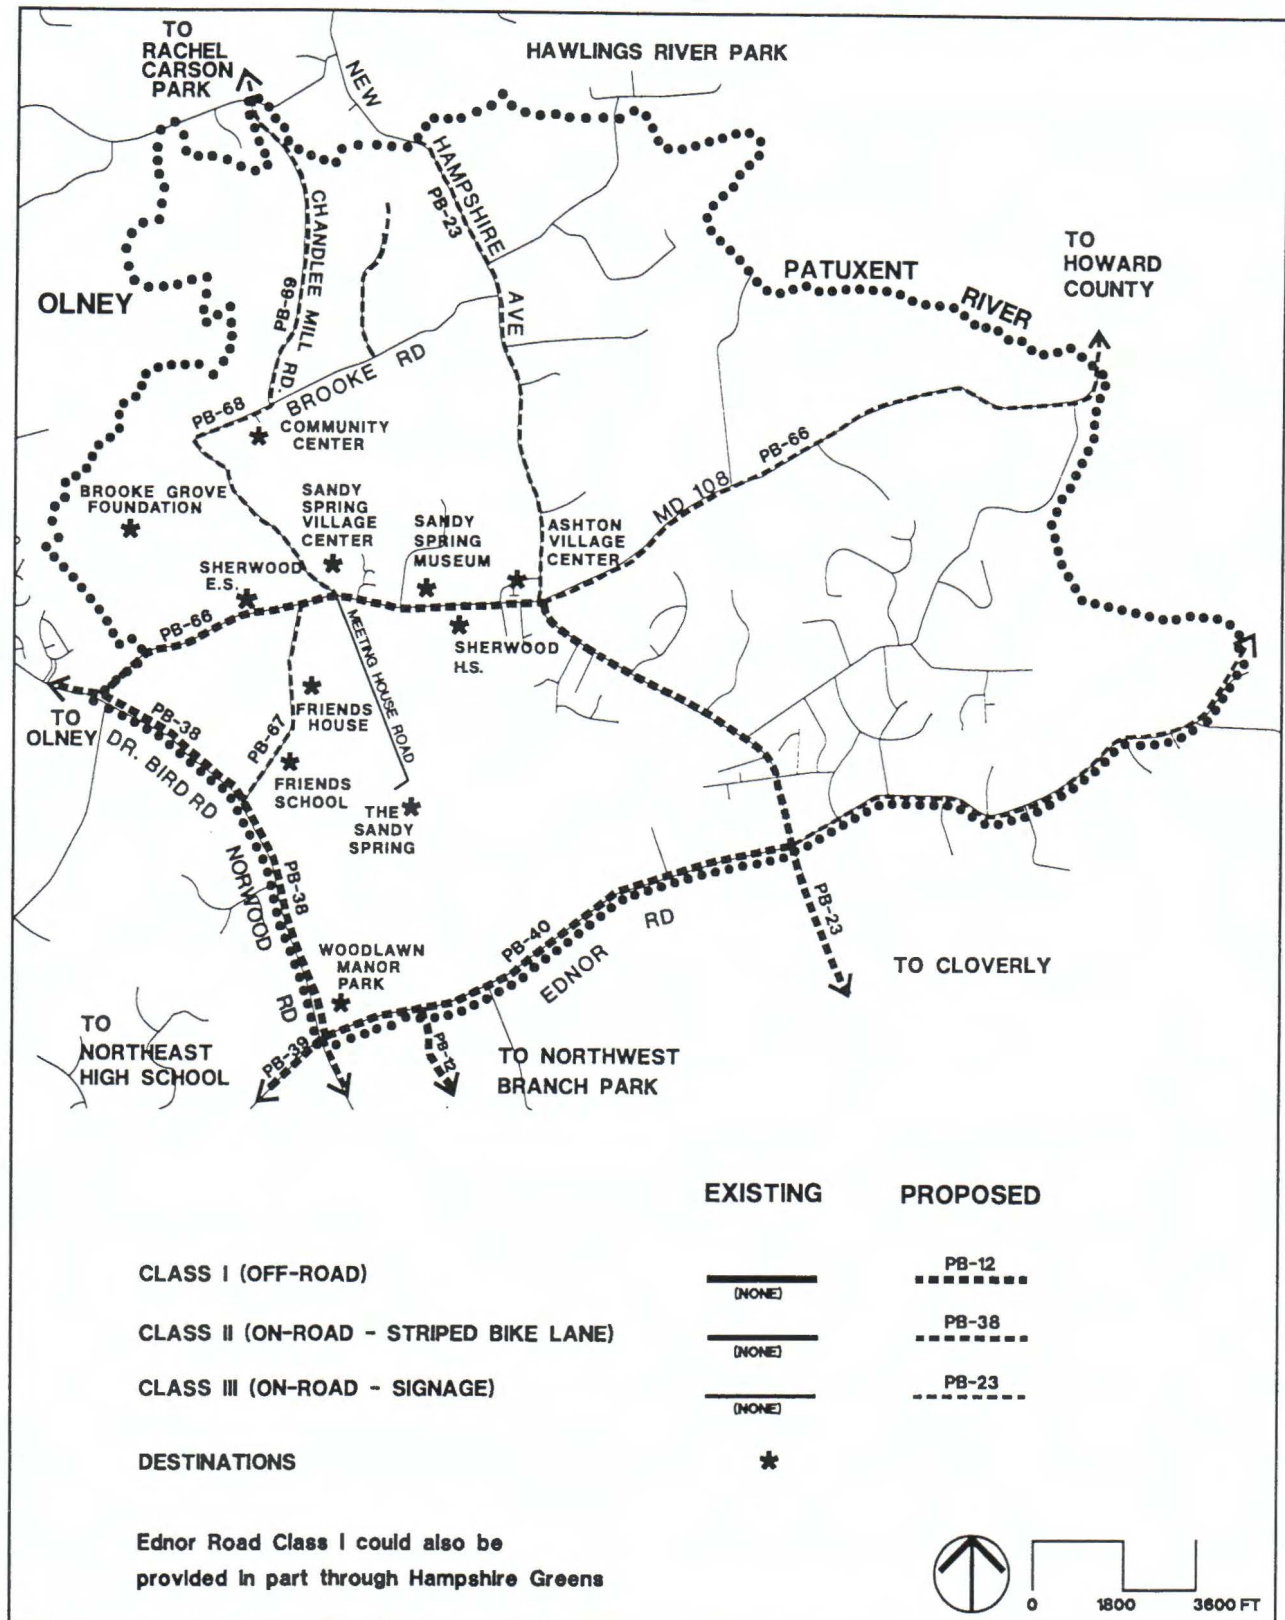 TO
RACHEL
CARSON
PARK
NEW
HAMPSHIRE
AVE
PB-23
HAWLINGS RIVER PARK
CHANDLEE MILL RD.
PB-69
OLNEY
PATUXENT
RIVER
TO
HOWARD
COUNTY
BROOKE RD
PB-68
COMMUNITY
CENTER
MD 108
PB-66
BROOKE GROVE
FOUNDATION
SANDY
SPRING
VILLAGE
CENTER
SANDY
SPRING
MUSEUM
ASHTON
VILLAGE
CENTER
SHERWOOD
E.S.
PB-66
SHERWOOD
H.S.
MEETING HOUSE ROAD
TO
OLNEY
PB-38
DR. BIRD RD
PB-67
FRIENDS
HOUSE
FRIENDS
SCHOOL
THE
SANDY
SPRING
NORWOOD
RD
PB-38
WOODLAWN
MANOR
PARK
PB-40
EDNOR RD
PB-23
TO CLOVERLY
TO
NORTHEAST
HIGH SCHOOL
PB-39
PB-12
TO NORTHWEST
BRANCH PARK
EXISTING PROPOSED
CLASS I (OFF-ROAD) (NONE) PB-12
CLASS II (ON-ROAD - STRIPED BIKE LANE) (NONE) PB-38
CLASS III (ON-ROAD - SIGNAGE) (NONE) PB-23
DESTINATIONS *
Ednor Road Class I could also be
provided in part through Hampshire Greens
0 1800 3600 FT